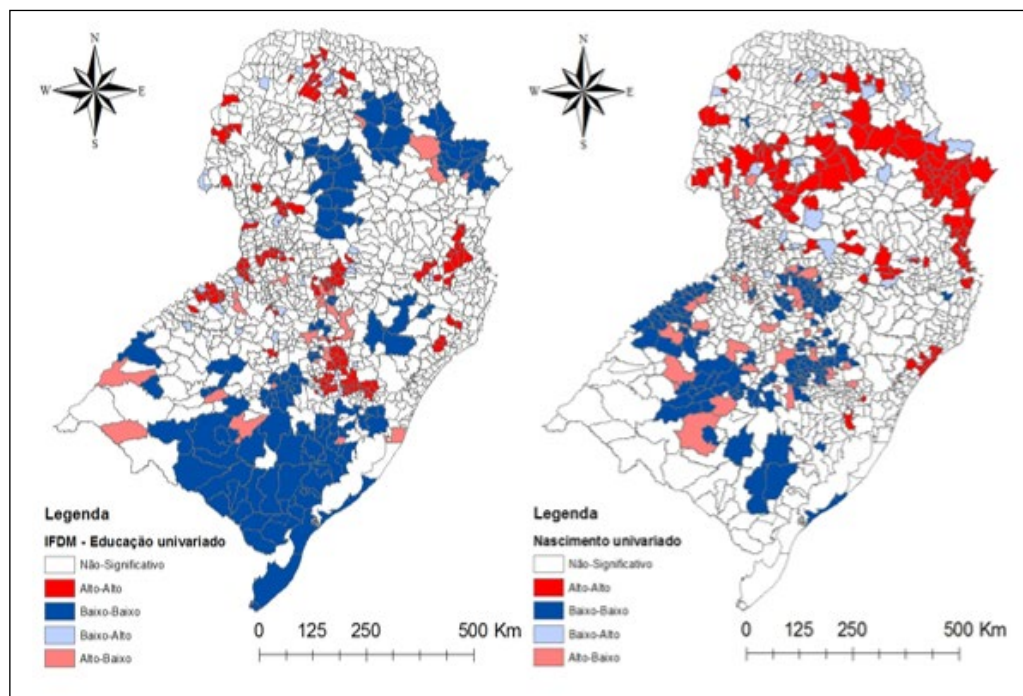 N
W E
S
Legenda
IFDM - Educação univariado
Não-Significativo
Alto-Alto
Baixo-Baixo
Baixo-Alto
Alto-Baixo
0 125 250 500 Km
N
W E
S
Legenda
Nascimento univariado
Não-Significativo
Alto-Alto
Baixo-Baixo
Baixo-Alto
Alto-Baixo
0 125 250 500 Km